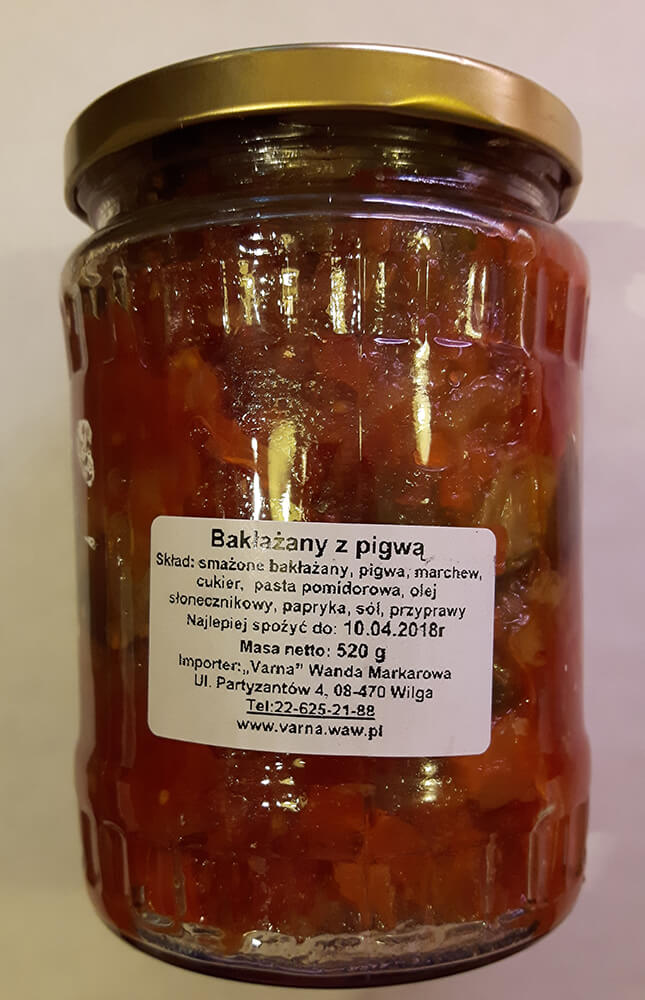 Bakłażany z pigwą
Skład: smażone bakłażany, pigwa, marchew,
cukier, pasta pomidorowa, olej
słonecznikowy, papryka, sól, przyprawy
Najlepiej spożyć do: 10.04.2018r
Masa netto: 520 g
Importer:„Varna” Wanda Markarowa
Ul. Partyzantów 4, 08-470 Wilga
Tel:22-625-21-88
www.varna.waw.pl